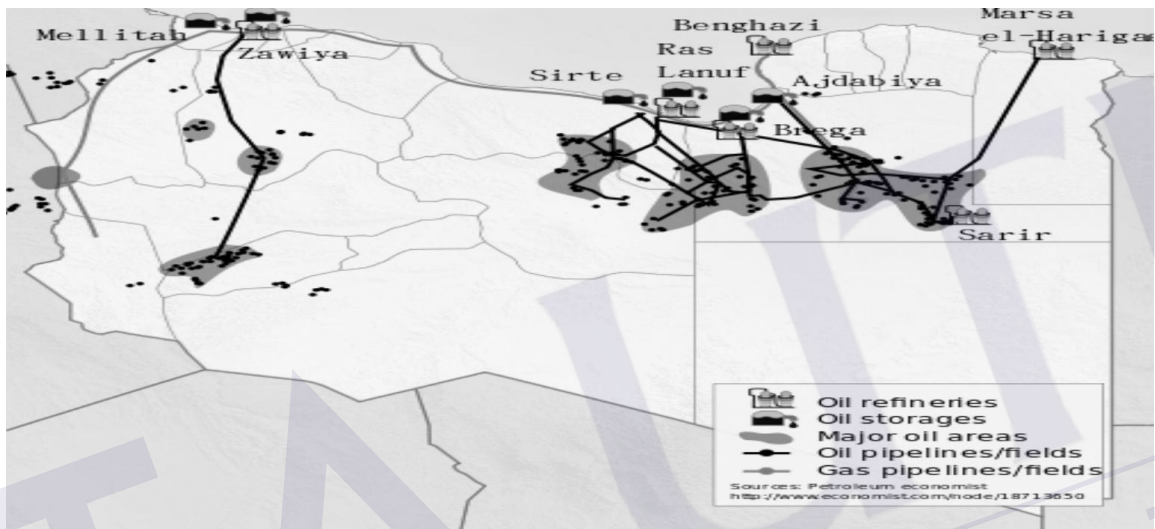 Mellitah
Zawiya
Sirte
Benghazi
Ras
Lanuf
Ajdabiya
Brega
Marsa
el-Hariga
Sarir
Oil refineries
Oil storages
Major oil areas
Oil pipelines/fields
Gas pipelines/fields
Sources: Petroleum economist
http://www.economist.com/node/18713650